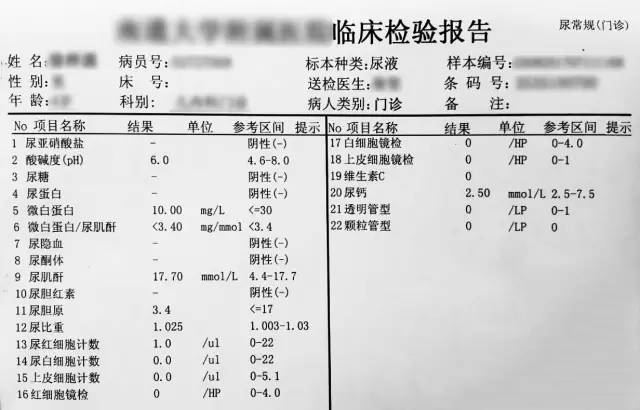 临床检验报告
尿常规(门诊)
姓 名: 病员号: 标本种类:尿液 样本编号:
性 别: 床 号: 送检医生: 条 码 号:
年 龄: 科别: 病人类别:门诊 备 注:
No 项目名称 结果 单位 参考区间 提示
1 尿亚硝酸盐 - 阴性(-)
2 酸碱度(pH) 6.0 4.6-8.0
3 尿糖 - 阴性(-)
4 尿蛋白 - 阴性(-)
5 微白蛋白 10.00 mg/L <=30
6 微白蛋白/尿肌酐 <3.40 mg/mmol <3.4
7 尿隐血 - 阴性(-)
8 尿酮体 - 阴性(-)
9 尿肌酐 17.70 mmol/L 4.4-17.7
10 尿胆红素 - 阴性(-)
11 尿胆原 3.4 <=17
12 尿比重 1.025 1.003-1.03
13 尿红细胞计数 1.0 /ul 0-22
14 尿白细胞计数 0.0 /ul 0-22
15 上皮细胞计数 0.0 /ul 0-5.1
16 红细胞镜检 0 /HP 0-4.0
No 项目名称 结果 单位 参考区间 提示
17 白细胞镜检 0 /HP 0-4.0
18 上皮细胞镜检 0 /HP 0-1
19 维生素C 0
20 尿钙 2.50 mmol/L 2.5-7.5
21 透明管型 0 /LP 0-1
22 颗粒管型 0 /LP 0